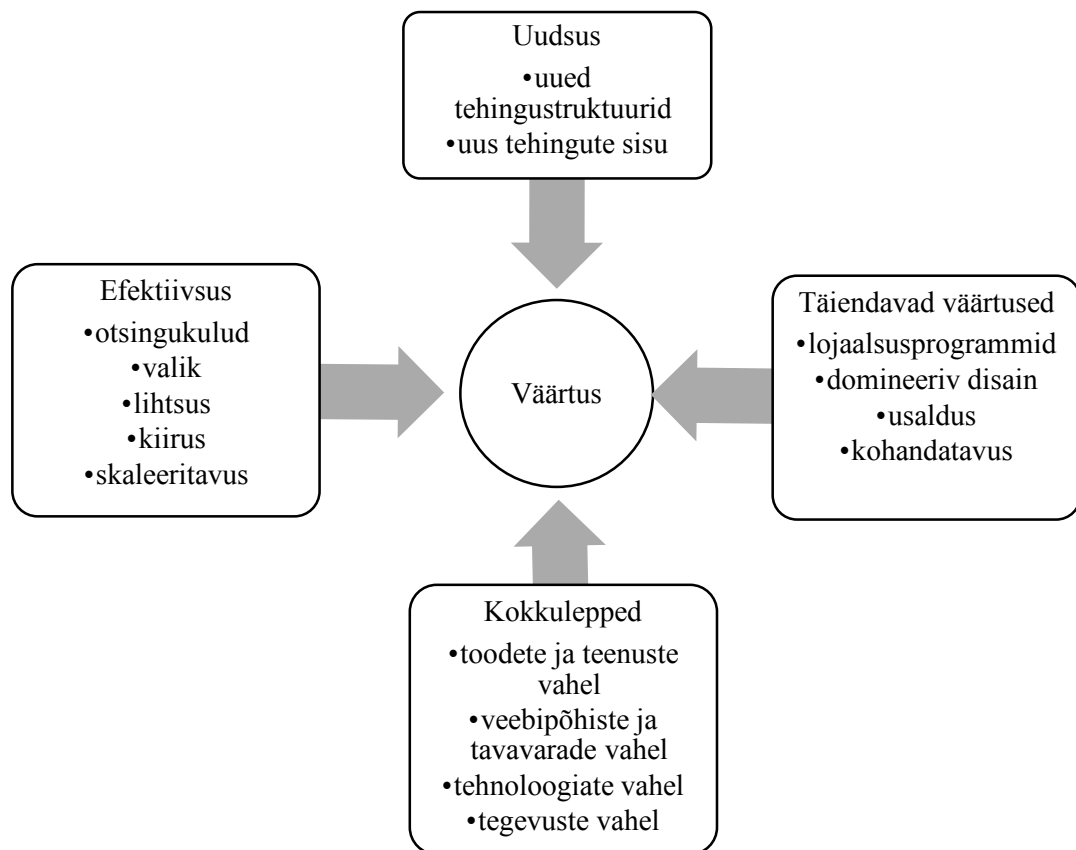 Uudsus
•uued
tehingustruktuurid
•uus tehingute sisu
Efektiivsus
•otsingukulud
•valik
•lihtsus
•kiirus
•skaleeritavus
Väärtus
Täiendavad väärtused
•lojaalsusprogrammid
•domineeriv disain
•usaldus
•kohandatavus
Kokkulepped
•toodete ja teenuste
vahel
•veebipõhiste ja
tavavarade vahel
•tehnoloogiate vahel
•tegevuste vahel